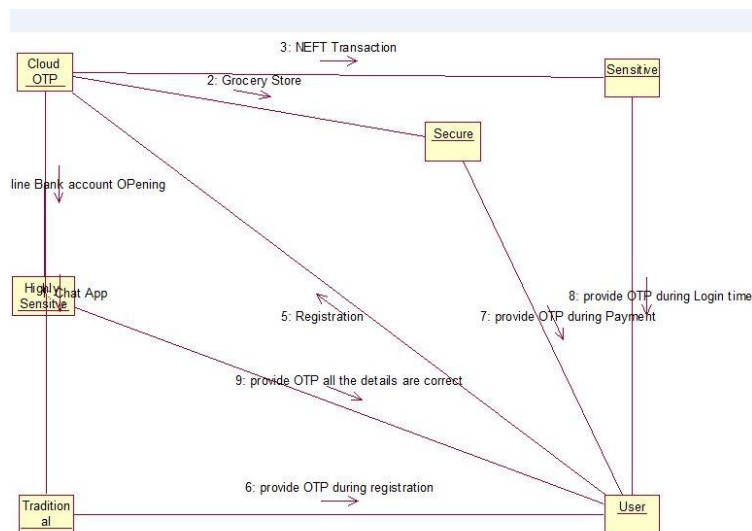 3: NEFT Transaction
Cloud
OTP
Sensitive
2: Grocery Store
Secure
line Bank account OPening
Highly
Sensitve
Chat App
8: provide OTP during Login time
5: Registration
7: provide OTP during Payment
9: provide OTP all the details are correct
6: provide OTP during registration
Tradition
al
User